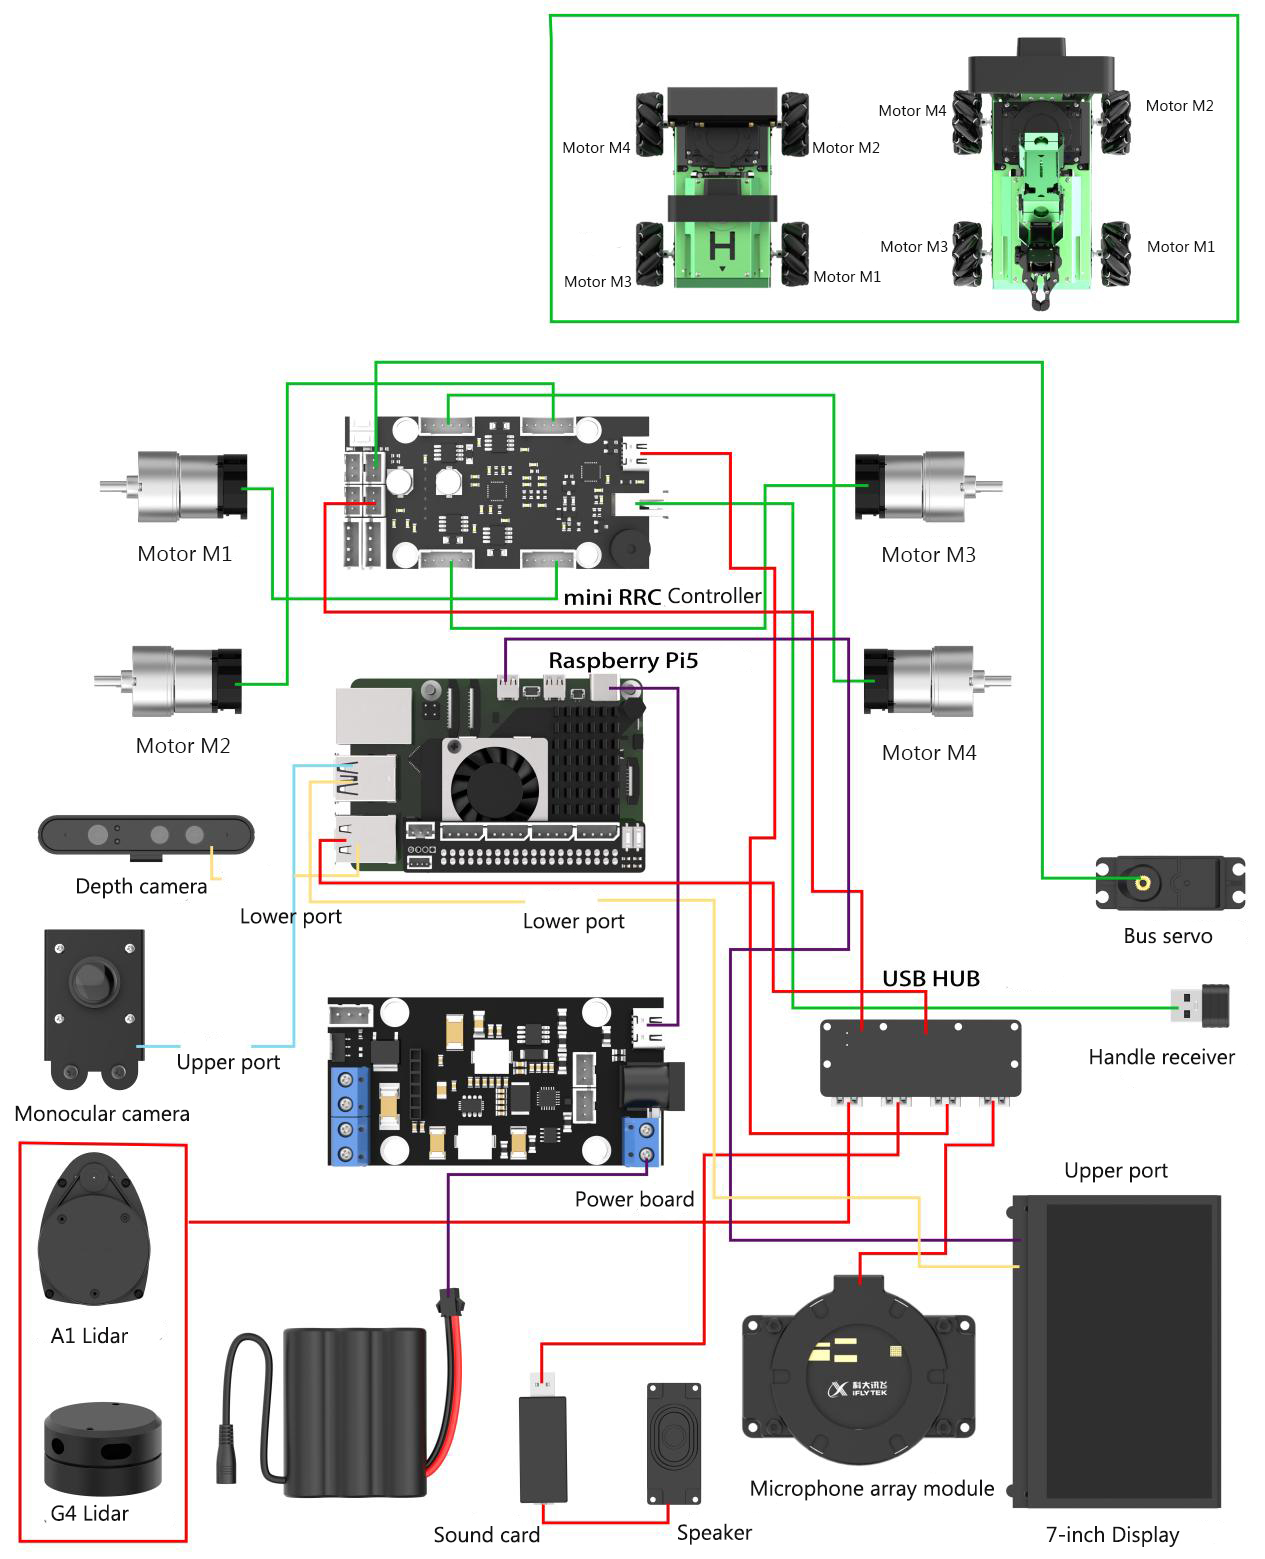 Motor M4
Motor M2
Motor M4
Motor M2
H
Motor M3
Motor M1
Motor M3
Motor M1
Motor M1
Motor M3
mini RRC Controller
Raspberry Pi5
Motor M2
Motor M4
Depth camera
Lower port
Lower port
Bus servo
USB HUB
Handle receiver
Upper port
Monocular camera
Power board
Upper port
A1 Lidar
科大讯飞
iFLYTEK
G4 Lidar
Microphone array module
Sound card
Speaker
7-inch Display